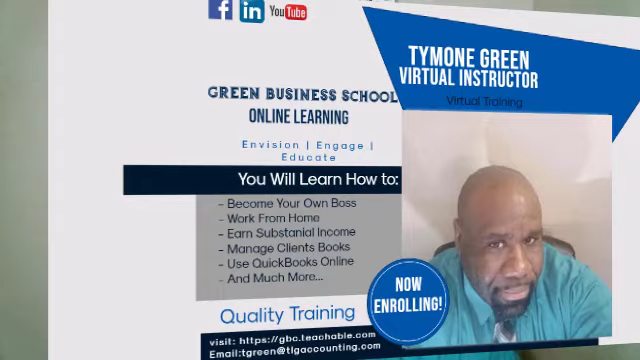 f in YouTube
TYMONE GREEN
VIRTUAL INSTRUCTOR
Virtual Training
GREEN BUSINESS SCHOOL
ONLINE LEARNING
Envision | Engage |
Educate
You Will Learn How to:
- Become Your Own Boss
- Work From Home
- Earn Substanial Income
- Manage Clients Books
- Use QuickBooks Online
- And Much More...
NOW
ENROLLING!
Quality Training
visit: https://gbc.teachable.com
Email:tgreen@tlgaccounting.com